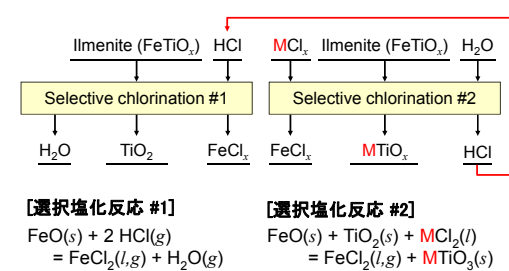 Ilmenite (FeTiOₓ) HCl
Selective chlorination #1
H₂O TiO₂ FeClₓ
MClₓ Ilmenite (FeTiOₓ) H₂O
Selective chlorination #2
FeClₓ MTiOₓ HCl
[選択塩化反応 #1]
FeO(s) + 2 HCl(g)
= FeCl₂(l,g) + H₂O(g)
[選択塩化反応 #2]
FeO(s) + TiO₂(s) + MCl₂(l)
= FeCl₂(l,g) + MTiO₃(s)